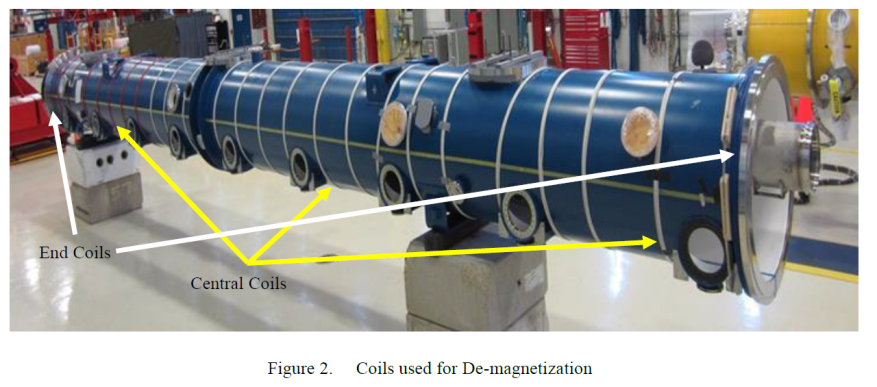 End Coils
Central Coils
Figure 2. Coils used for De-magnetization